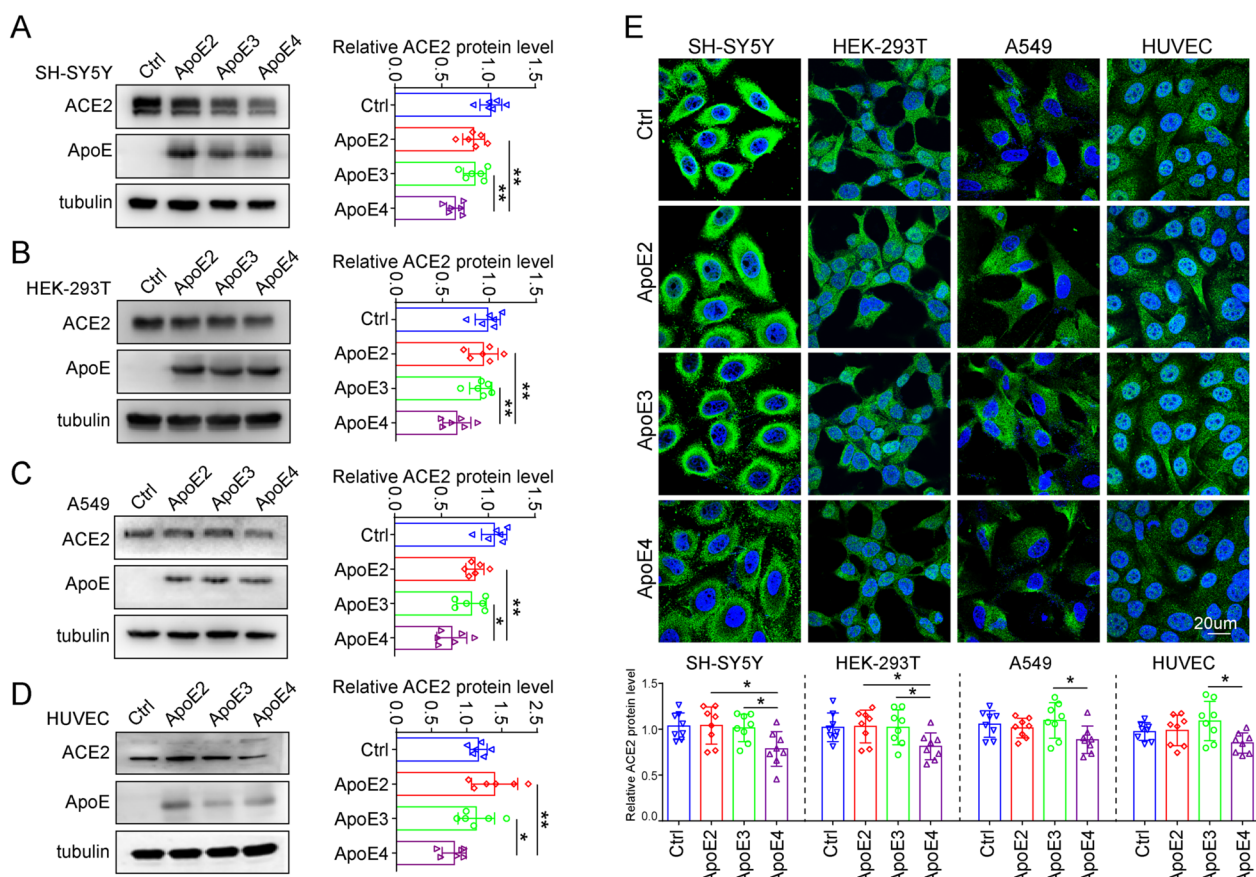 A
SH-SY5Y
Ctrl ApoE2 ApoE3 ApoE4
ACE2
ApoE
tubulin
Relative ACE2 protein level
0.0 0.5 1.0 1.5
Ctrl
ApoE2
ApoE3
ApoE4
** **
B
HEK-293T
Ctrl ApoE2 ApoE3 ApoE4
ACE2
ApoE
tubulin
Relative ACE2 protein level
0.0 0.5 1.0 1.5
Ctrl
ApoE2
ApoE3
ApoE4
** **
C
A549
Ctrl ApoE2 ApoE3 ApoE4
ACE2
ApoE
tubulin
Relative ACE2 protein level
0.0 0.5 1.0 1.5
Ctrl
ApoE2
ApoE3
ApoE4
* **
D
HUVEC
Ctrl ApoE2 ApoE3 ApoE4
ACE2
ApoE
tubulin
Relative ACE2 protein level
0.0 0.5 1.0 1.5 2.0 2.5
Ctrl
ApoE2
ApoE3
ApoE4
* **
E
SH-SY5Y HEK-293T A549 HUVEC
Ctrl
ApoE2
ApoE3
ApoE4
20um
SH-SY5Y HEK-293T A549 HUVEC
Relative ACE2 protein level
1.5
1.0
0.5
0.0
* * * * * *
Ctrl ApoE2 ApoE3 ApoE4 Ctrl ApoE2 ApoE3 ApoE4 Ctrl ApoE2 ApoE3 ApoE4 Ctrl ApoE2 ApoE3 ApoE4